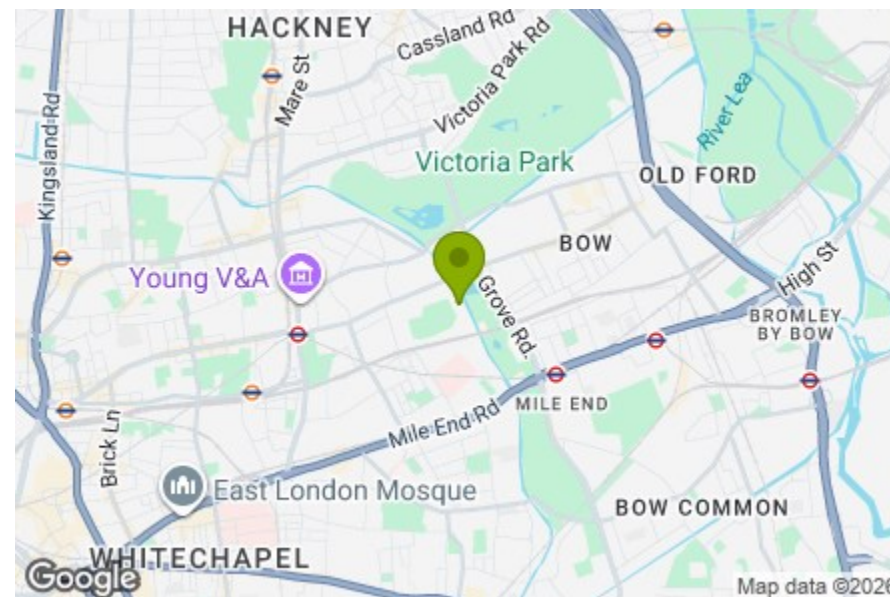 HACKNEY
Cassland Rd
Mare St
Victoria Park Rd
Kingsland Rd
River Lea
Victoria Park
OLD FORD
BOW
Young V&A
High St
Grove Rd.
BROMLEY
BY BOW
MILE END
Mile End Rd
Brick Ln
East London Mosque
BOW COMMON
WHITECHAPEL
Google
Map data ©2026